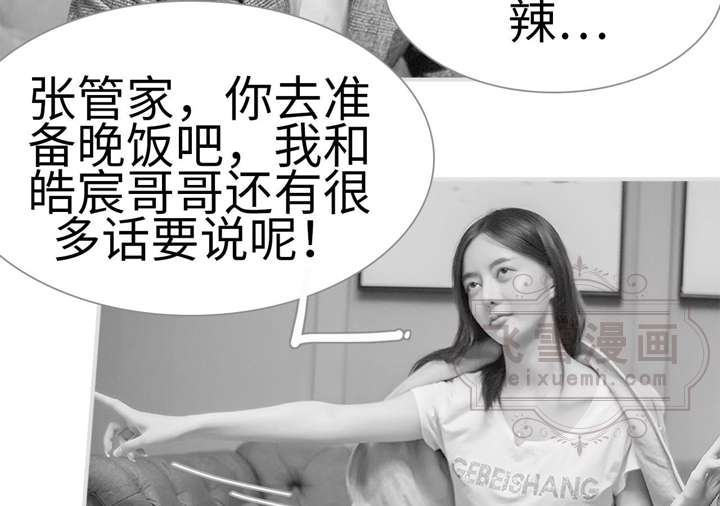 辣...
张管家，你去准
备晚饭吧，我和
皓宸哥哥还有很
多话要说呢！
飞雪漫画
feixuemn.com
GEBEISHANG